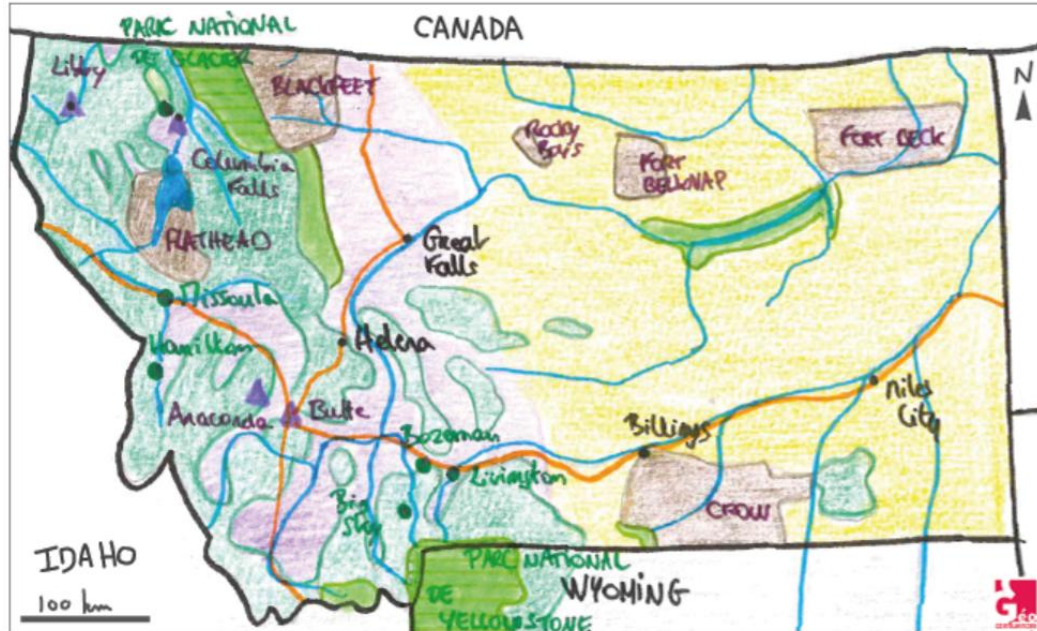 PARC NATIONAL
DE GLACIER
CANADA
N
Libby
BLACKFEET
Columbia
Falls
Rocky
Boy's
FORT
BELKNAP
FORT BECK
FLATHEAD
Great
Falls
Missoula
Hamilton
Helena
Anaconda
Butte
Bozeman
Livingston
Billings
Miles
City
Big
Sky
CROW
IDAHO
100 km
PARC NATIONAL
DE
YELLOWSTONE
WYOMING
Géo